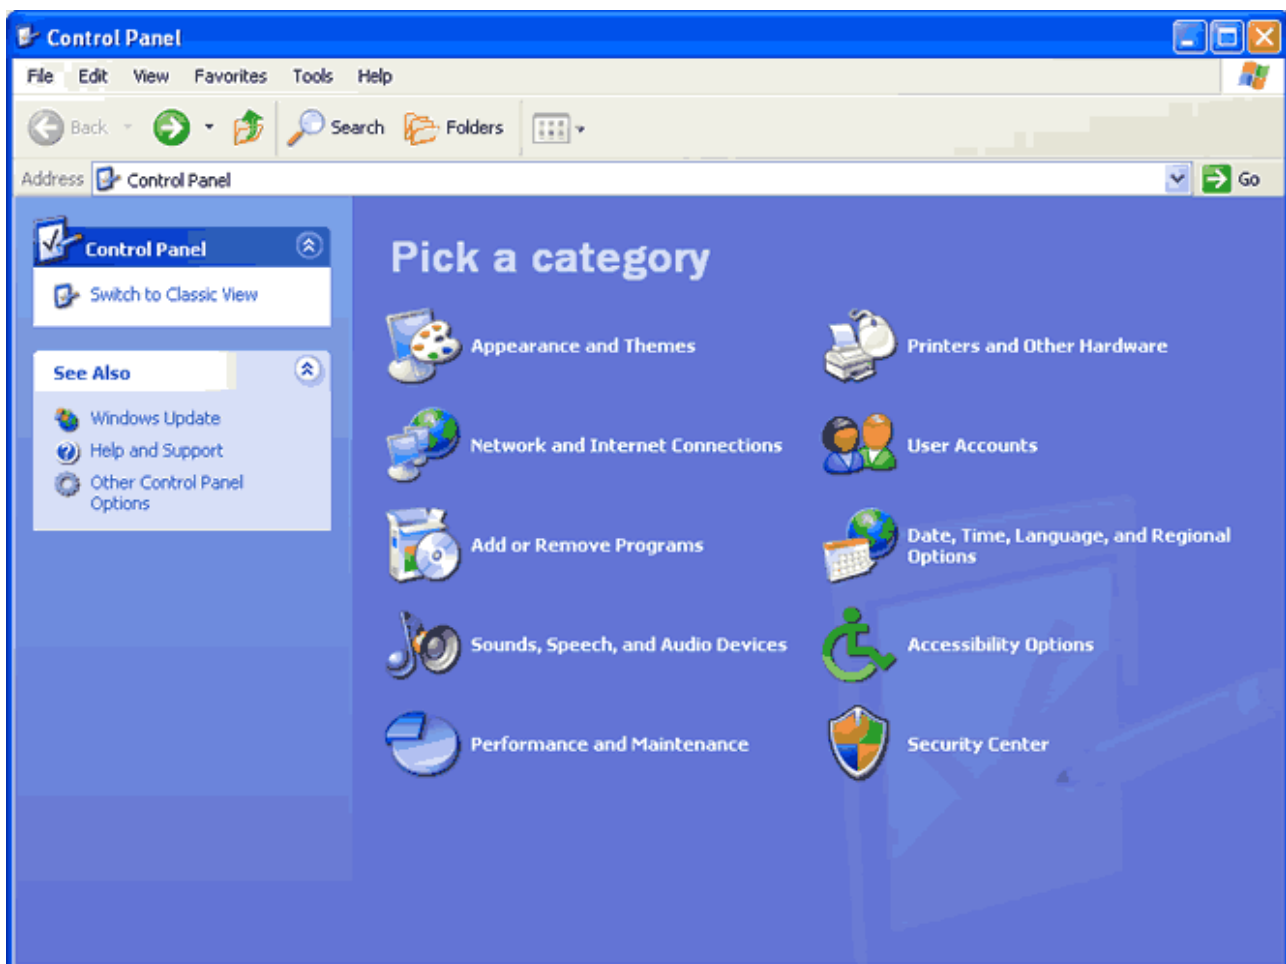 Control Panel
File Edit View Favorites Tools Help
Back Search Folders
Address Control Panel Go
Control Panel
Switch to Classic View
See Also
Windows Update
Help and Support
Other Control Panel
Options
Pick a category
Appearance and Themes
Printers and Other Hardware
Network and Internet Connections
User Accounts
Add or Remove Programs
Date, Time, Language, and Regional
Options
Sounds, Speech, and Audio Devices
Accessibility Options
Performance and Maintenance
Security Center